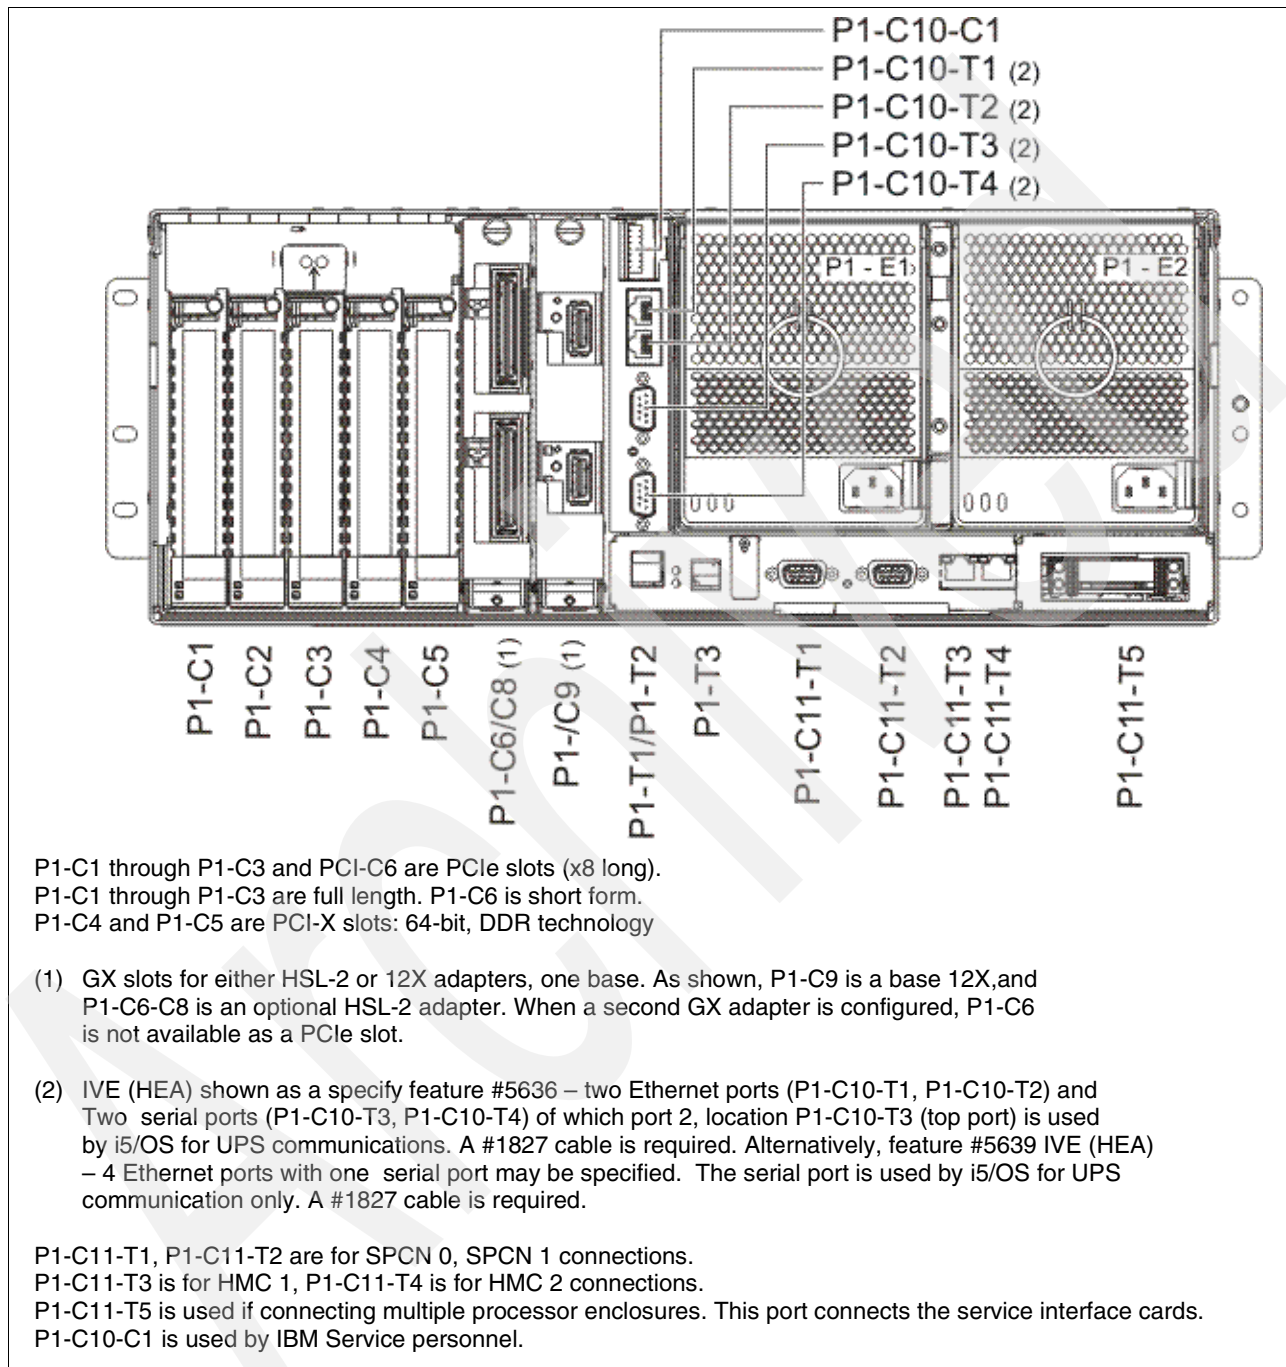 P1-C10-C1
P1-C10-T1 (2)
P1-C10-T2 (2)
P1-C10-T3 (2)
P1-C10-T4 (2)
P1 - E1
P1 - E2
P1-C1
P1-C2
P1-C3
P1-C4
P1-C5
P1-C6/C8 (1)
P1-/C9 (1)
P1-T1/P1-T2
P1-T3
P1-C11-T1
P1-C11-T2
P1-C11-T3
P1-C11-T4
P1-C11-T5
P1-C1 through P1-C3 and PCI-C6 are PCIe slots (x8 long).
P1-C1 through P1-C3 are full length. P1-C6 is short form.
P1-C4 and P1-C5 are PCI-X slots: 64-bit, DDR technology
(1) GX slots for either HSL-2 or 12X adapters, one base. As shown, P1-C9 is a base 12X,and
P1-C6-C8 is an optional HSL-2 adapter. When a second GX adapter is configured, P1-C6
is not available as a PCIe slot.
(2) IVE (HEA) shown as a specify feature #5636 – two Ethernet ports (P1-C10-T1, P1-C10-T2) and
Two serial ports (P1-C10-T3, P1-C10-T4) of which port 2, location P1-C10-T3 (top port) is used
by i5/OS for UPS communications. A #1827 cable is required. Alternatively, feature #5639 IVE (HEA)
– 4 Ethernet ports with one serial port may be specified. The serial port is used by i5/OS for UPS
communication only. A #1827 cable is required.
P1-C11-T1, P1-C11-T2 are for SPCN 0, SPCN 1 connections.
P1-C11-T3 is for HMC 1, P1-C11-T4 is for HMC 2 connections.
P1-C11-T5 is used if connecting multiple processor enclosures. This port connects the service interface cards.
P1-C10-C1 is used by IBM Service personnel.
Archived